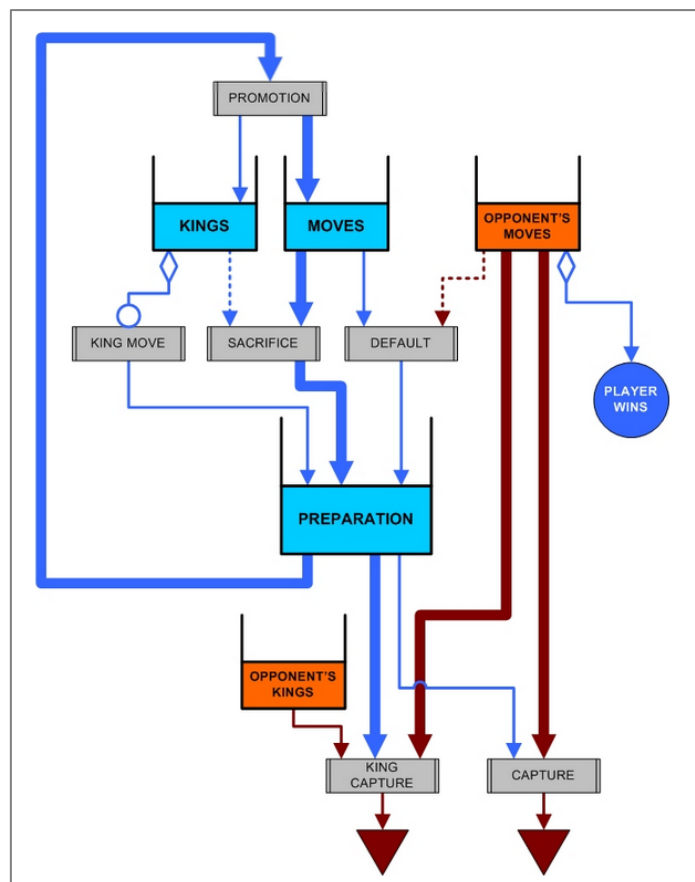 PROMOTION
KINGS
MOVES
OPPONENT'S
MOVES
KING MOVE
SACRIFICE
DEFAULT
PLAYER
WINS
PREPARATION
OPPONENT'S
KINGS
KING
CAPTURE
CAPTURE